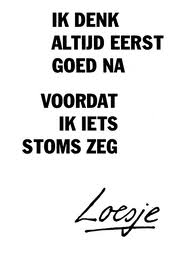 IK DENK
ALTIJD EERST
GOED NA
VOORDAT
IK IETS
STOMS ZEG
Loesje